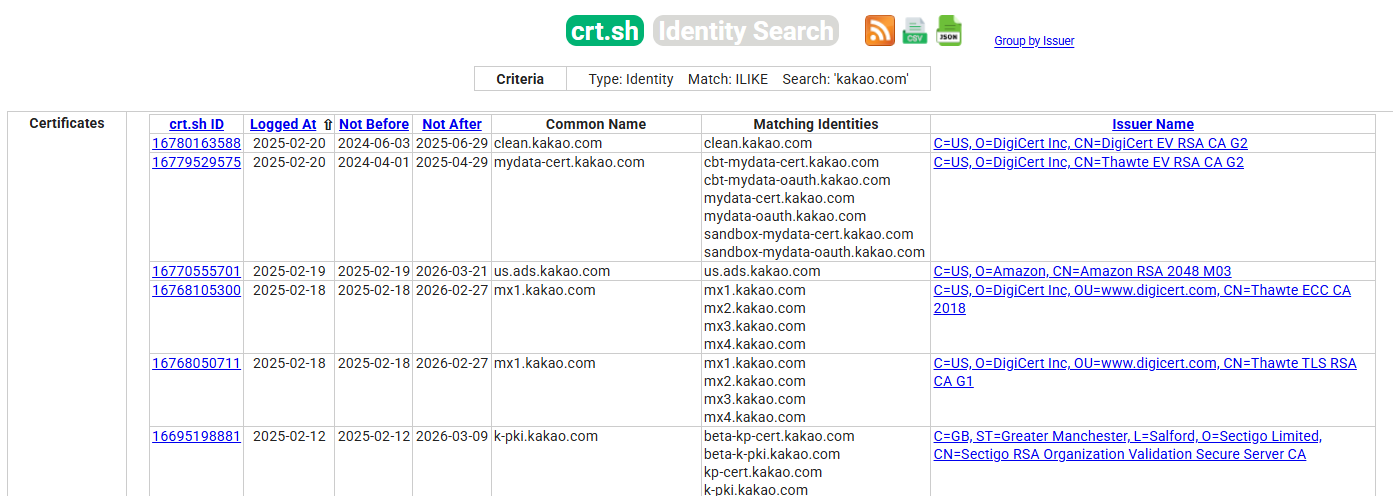 crt.sh Identity Search CSV JSON Group by Issuer
Criteria Type: Identity Match: ILIKE Search: 'kakao.com'
Certificates crt.sh ID Logged At ⇧ Not Before Not After Common Name Matching Identities Issuer Name
16780163588 2025-02-20 2024-06-03 2025-06-29 clean.kakao.com clean.kakao.com C=US, O=DigiCert Inc, CN=DigiCert EV RSA CA G2
16779529575 2025-02-20 2024-04-01 2025-04-29 mydata-cert.kakao.com cbt-mydata-cert.kakao.com C=US, O=DigiCert Inc, CN=Thawte EV RSA CA G2
cbt-mydata-oauth.kakao.com
mydata-cert.kakao.com
mydata-oauth.kakao.com
sandbox-mydata-cert.kakao.com
sandbox-mydata-oauth.kakao.com
16770555701 2025-02-19 2025-02-19 2026-03-21 us.ads.kakao.com us.ads.kakao.com C=US, O=Amazon, CN=Amazon RSA 2048 M03
16768105300 2025-02-18 2025-02-18 2026-02-27 mx1.kakao.com mx1.kakao.com C=US, O=DigiCert Inc, OU=www.digicert.com, CN=Thawte ECC CA
mx2.kakao.com 2018
mx3.kakao.com
mx4.kakao.com
16768050711 2025-02-18 2025-02-18 2026-02-27 mx1.kakao.com mx1.kakao.com C=US, O=DigiCert Inc, OU=www.digicert.com, CN=Thawte TLS RSA
mx2.kakao.com CA G1
mx3.kakao.com
mx4.kakao.com
16695198881 2025-02-12 2025-02-12 2026-03-09 k-pki.kakao.com beta-kp-cert.kakao.com C=GB, ST=Greater Manchester, L=Salford, O=Sectigo Limited,
beta-k-pki.kakao.com CN=Sectigo RSA Organization Validation Secure Server CA
kp-cert.kakao.com
k-pki.kakao.com